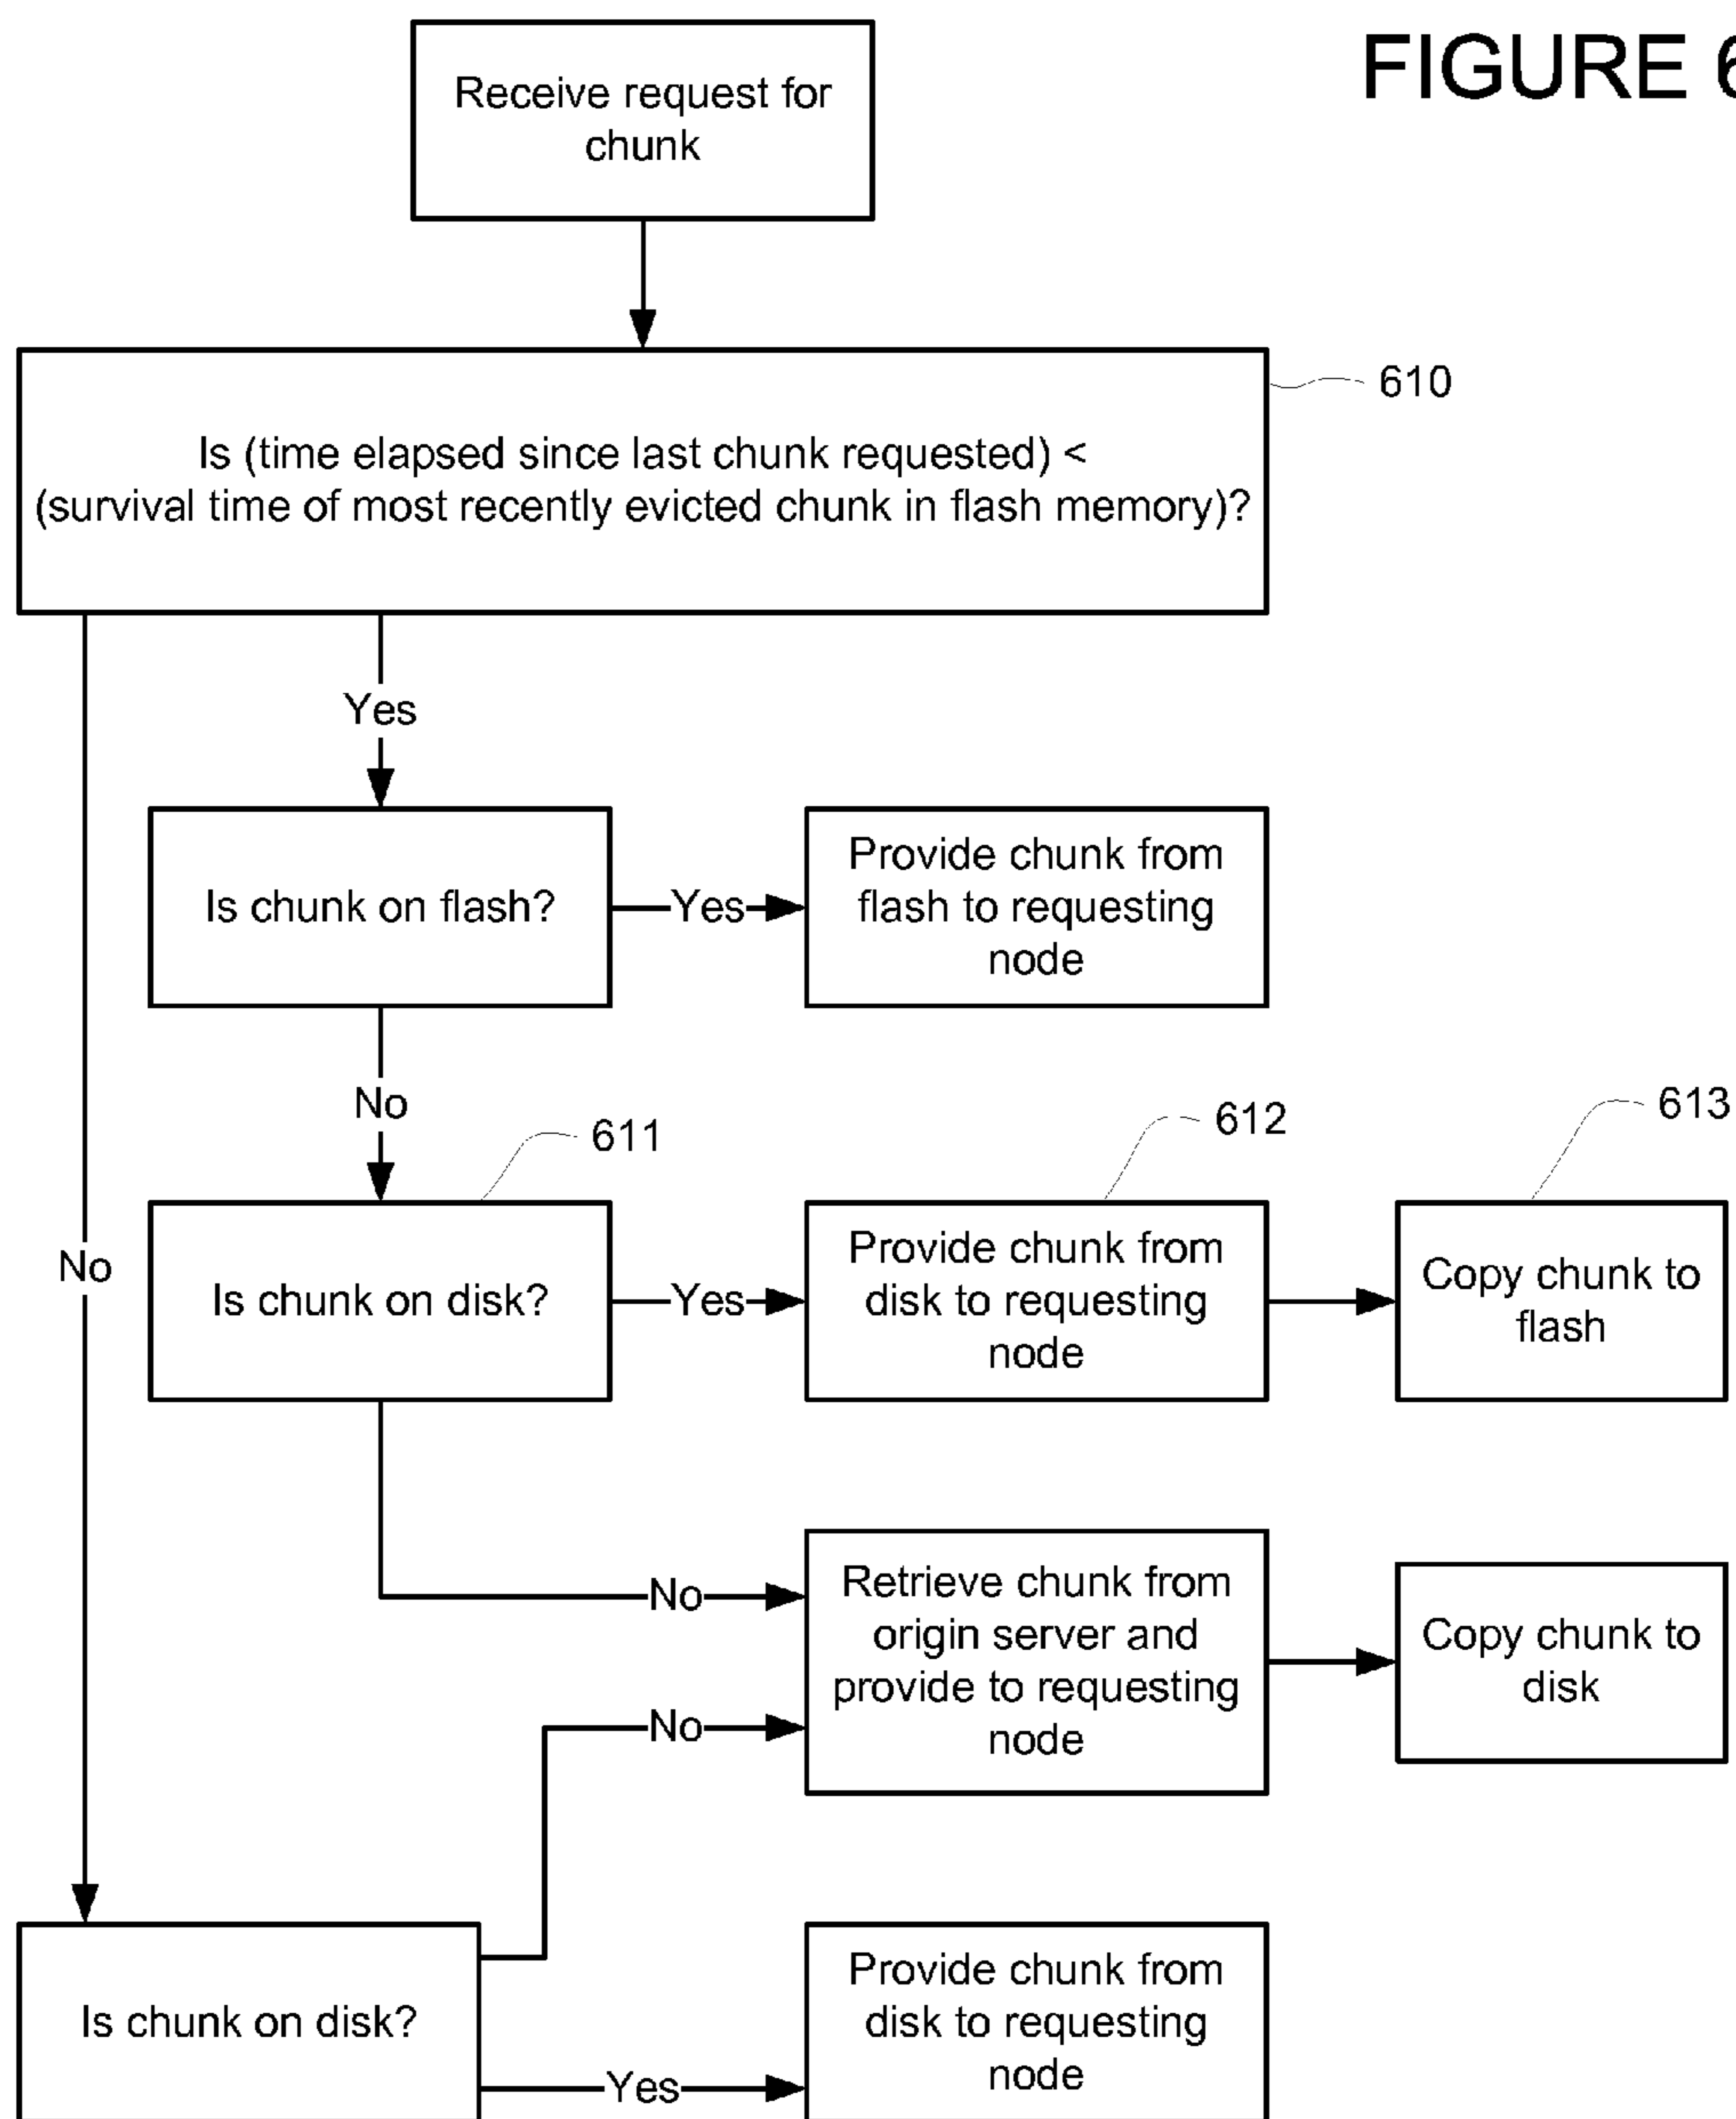 FIGURE 6
Receive request for
chunk
Is (time elapsed since last chunk requested) <
(survival time of most recently evicted chunk in flash memory)?
610
Yes
Is chunk on flash?
Yes
Provide chunk from
flash to requesting
node
No
611
612
613
No
Is chunk on disk?
Yes
Provide chunk from
disk to requesting
node
Copy chunk to
flash
No
Retrieve chunk from
origin server and
provide to requesting
node
Copy chunk to
disk
No
Is chunk on disk?
Yes
Provide chunk from
disk to requesting
node